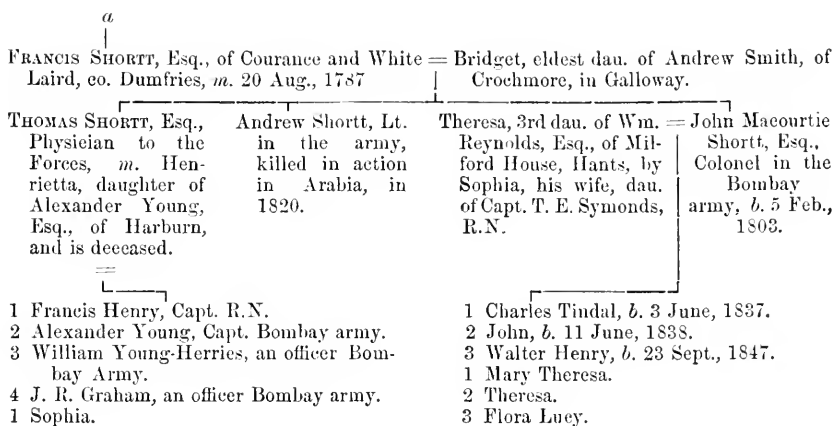 a
FRANCIS SHORTT, Esq., of Courance and White = Bridget, eldest dau. of Andrew Smith, of
Laird, co. Dumfries, m. 20 Aug., 1787
Crochmore, in Galloway.
THOMAS SHORTT, Esq.,
Physician to the
Forces, m. Hen-
rietta, daughter of
Alexander Young,
Esq., of Harburn,
and is deceased.
=
Andrew Shortt, Lt.
in the army,
killed in action
in Arabia, in
1820.
Theresa, 3rd dau. of Wm. =
Reynolds, Esq., of Mil-
ford House, Hants, by
Sophia, his wife, dau.
of Capt. T. E. Symonds,
R.N.
John Macourtie
Shortt, Esq.,
Colonel in the
Bombay
army, b. 5 Feb.,
1803.
1 Francis Henry, Capt. R.N.
2 Alexander Young, Capt. Bombay army.
3 William Young-Herries, an officer Bom-
bay Army.
4 J. R. Graham, an officer Bombay army.
1 Sophia.
1 Charles Tindal, b. 3 June, 1837.
2 John, b. 11 June, 1838.
3 Walter Henry, b. 23 Sept., 1847.
1 Mary Theresa.
2 Theresa.
3 Flora Lucy.